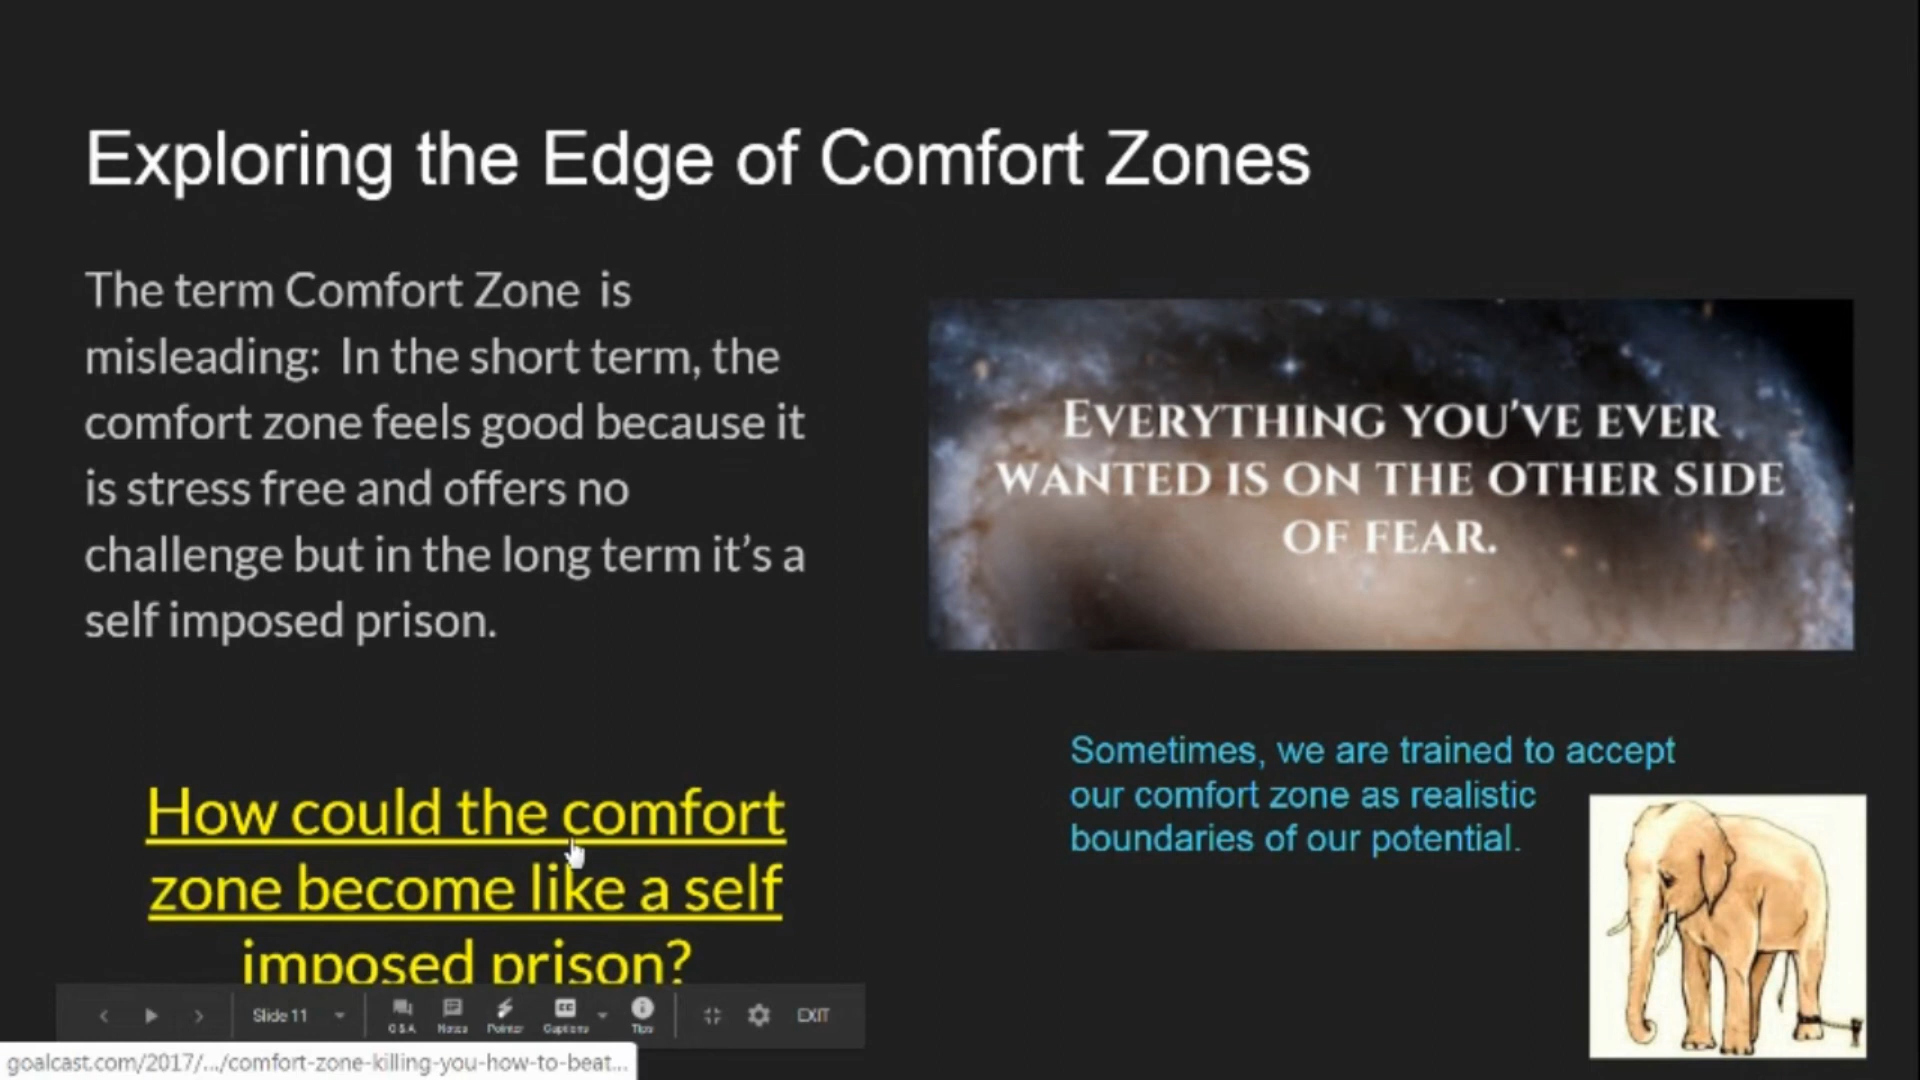 Exploring the Edge of Comfort Zones
The term Comfort Zone is
misleading: In the short term, the
comfort zone feels good because it
is stress free and offers no
challenge but in the long term it's a
self imposed prison.
EVERYTHING YOU'VE EVER
WANTED IS ON THE OTHER SIDE
OF FEAR.
How could the comfort
zone become like a self
imposed prison?
Sometimes, we are trained to accept
our comfort zone as realistic
boundaries of our potential.
Slide 11
Q&A Notes Pointer Captions Tips
EXIT
goalcast.com/2017/.../comfort-zone-killing-you-how-to-beat...